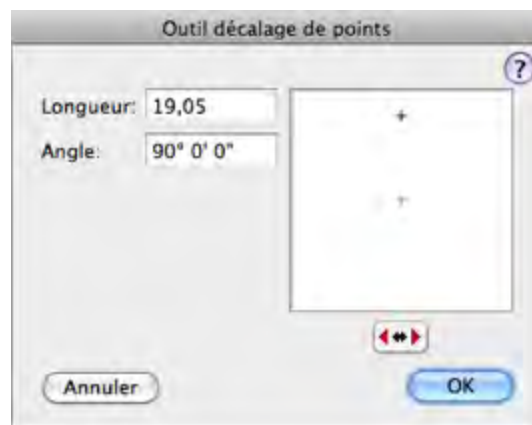 Outil décalage de points
?
Longueur: 19,05
Angle: 90° 0' 0"
Annuler
OK